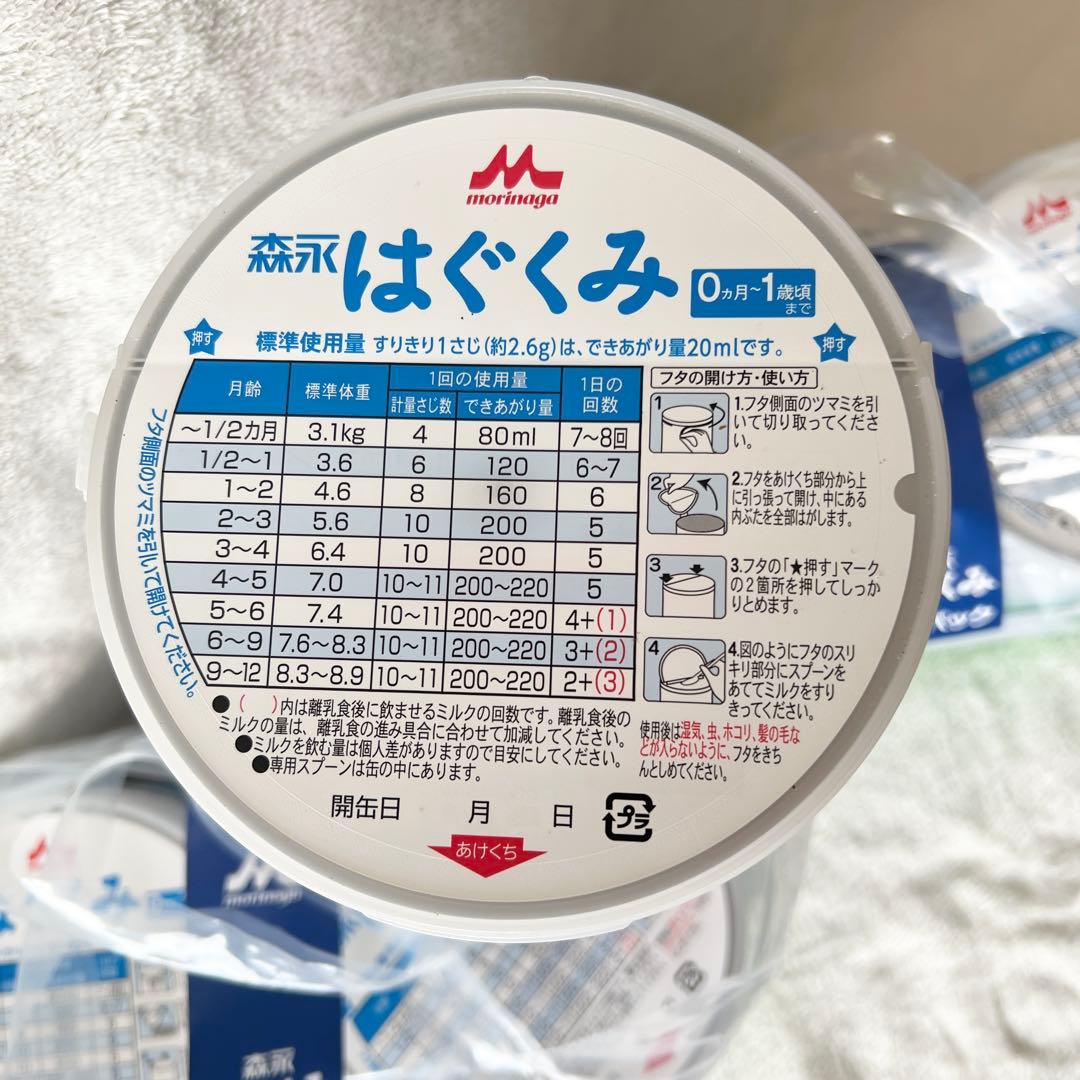 morinaga
森永 はぐくみ 0ヵ月~1歳頃まで
押す
標準使用量 すりきり1さじ(約2.6g)は、できあがり量20mlです。
押す
フタ側面のツマミを引いて開けてください。
月齢 標準体重 1回の使用量 1日の回数
計量さじ数 できあがり量
~1/2カ月 3.1kg 4 80ml 7~8回
1/2~1 3.6 6 120 6~7
1~2 4.6 8 160 6
2~3 5.6 10 200 5
3~4 6.4 10 200 5
4~5 7.0 10~11 200~220 5
5~6 7.4 10~11 200~220 4+(1)
6~9 7.6~8.3 10~11 200~220 3+(2)
9~12 8.3~8.9 10~11 200~220 2+(3)
●( )内は離乳食後に飲ませるミルクの回数です。離乳食後の
ミルクの量は、離乳食の進み具合に合わせて加減してください。
●ミルクを飲む量は個人差がありますので目安にしてください。
●専用スプーンは缶の中にあります。
フタの開け方・使い方
1
1.フタ側面のツマミを引
いて切り取ってくださ
い。
2
2.フタをあけくち部分から上
に引っ張って開け、中にある
内ぶたを全部はがします。
3
3.フタの「★押す」マーク
の2箇所を押してしっか
りとめます。
4
4.図のようにフタのスリ
キリ部分にスプーンを
あててミルクをすり
きってください。
使用後は湿気、虫、ホコリ、髪の毛な
どが入らないように、フタをきち
んとしめてください。
開缶日 月 日
プラ
あけくち
morinaga
森永